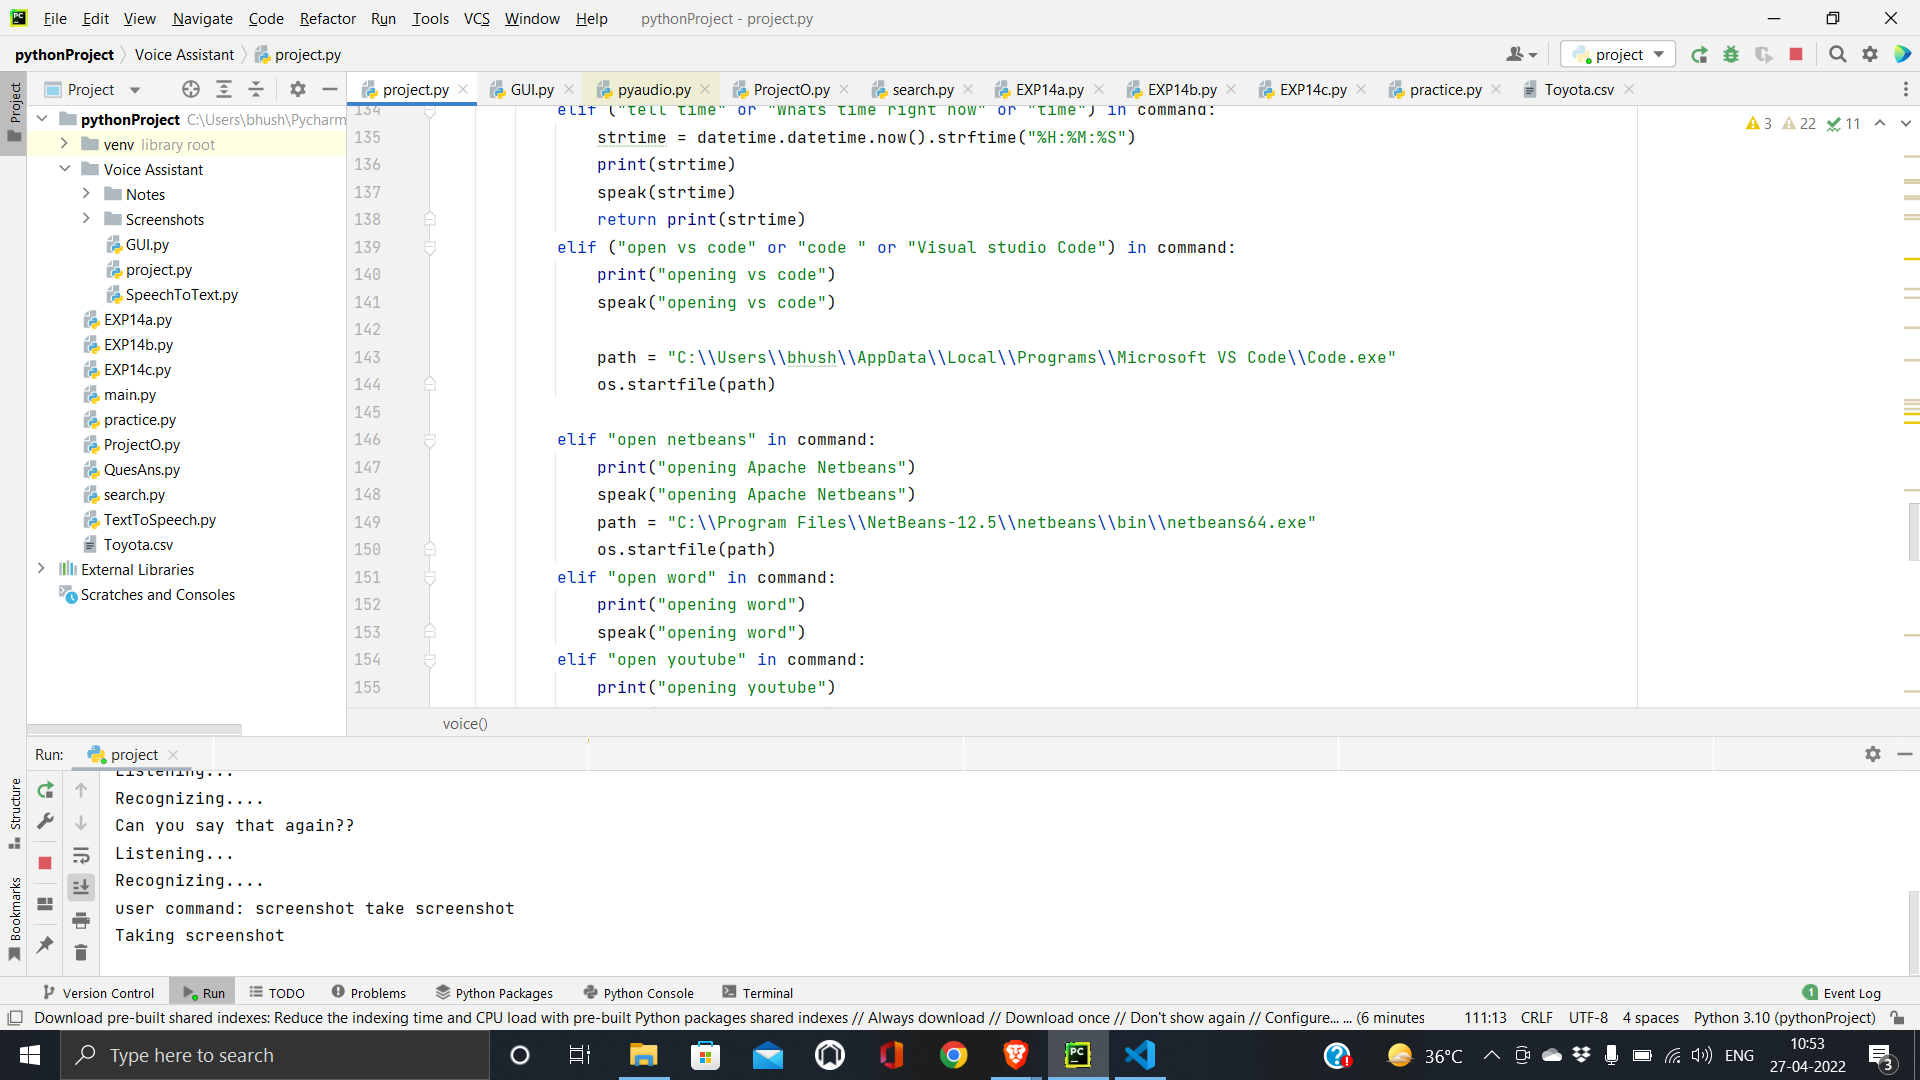 File Edit View Navigate Code Refactor Run Tools VCS Window Help pythonProject - project.py
pythonProject Voice Assistant project.py project
Project
project.py GUI.py pyaudio.py ProjectO.py search.py EXP14a.py EXP14b.py EXP14c.py practice.py Toyota.csv
Project
pythonProject C:\Users\bhush\Pycharm
venv library root
Voice Assistant
Notes
Screenshots
GUI.py
project.py
SpeechToText.py
EXP14a.py
EXP14b.py
EXP14c.py
main.py
practice.py
ProjectO.py
QuesAns.py
search.py
TextToSpeech.py
Toyota.csv
External Libraries
Scratches and Consoles
3 22 11
134 elif ("tell time" or "Whats time right now" or "time") in command:
135 strtime = datetime.datetime.now().strftime("%H:%M:%S")
136 print(strtime)
137 speak(strtime)
138 return print(strtime)
139 elif ("open vs code" or "code " or "Visual studio Code") in command:
140 print("opening vs code")
141 speak("opening vs code")
142
143 path = "C:\\Users\\bhush\\AppData\\Local\\Programs\\Microsoft VS Code\\Code.exe"
144 os.startfile(path)
145
146 elif "open netbeans" in command:
147 print("opening Apache Netbeans")
148 speak("opening Apache Netbeans")
149 path = "C:\\Program Files\\NetBeans-12.5\\netbeans\\bin\\netbeans64.exe"
150 os.startfile(path)
151 elif "open word" in command:
152 print("opening word")
153 speak("opening word")
154 elif "open youtube" in command:
155 print("opening youtube")
voice()
Run: project
Structure
Bookmarks
Listening...
Recognizing....
Can you say that again??
Listening...
Recognizing....
user command: screenshot take screenshot
Taking screenshot
Version Control Run TODO Problems Python Packages Python Console Terminal 1 Event Log
Download pre-built shared indexes: Reduce the indexing time and CPU load with pre-built Python packages shared indexes // Always download // Download once // Don't show again // Configure... ... (6 minutes 111:13 CRLF UTF-8 4 spaces Python 3.10 (pythonProject)
Type here to search PC 36°C ENG 10:53
27-04-2022 3